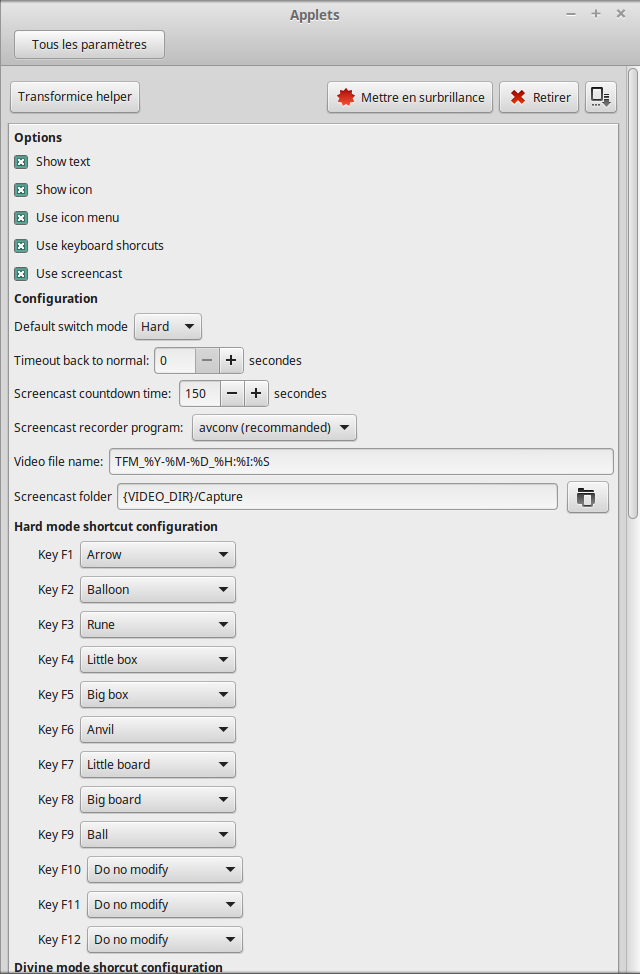 Applets
Tous les paramètres
Transformice helper Mettre en surbrillance Retirer
Options
Show text
Show icon
Use icon menu
Use keyboard shorcuts
Use screencast
Configuration
Default switch mode Hard
Timeout back to normal: 0 secondes
Screencast countdown time: 150 secondes
Screencast recorder program: avconv (recommanded)
Video file name: TFM_%Y-%M-%D_%H:%I:%S
Screencast folder {VIDEO_DIR}/Capture
Hard mode shortcut configuration
Key F1 Arrow
Key F2 Balloon
Key F3 Rune
Key F4 Little box
Key F5 Big box
Key F6 Anvil
Key F7 Little board
Key F8 Big board
Key F9 Ball
Key F10 Do no modify
Key F11 Do no modify
Key F12 Do no modify
Divine mode shorcut configuration